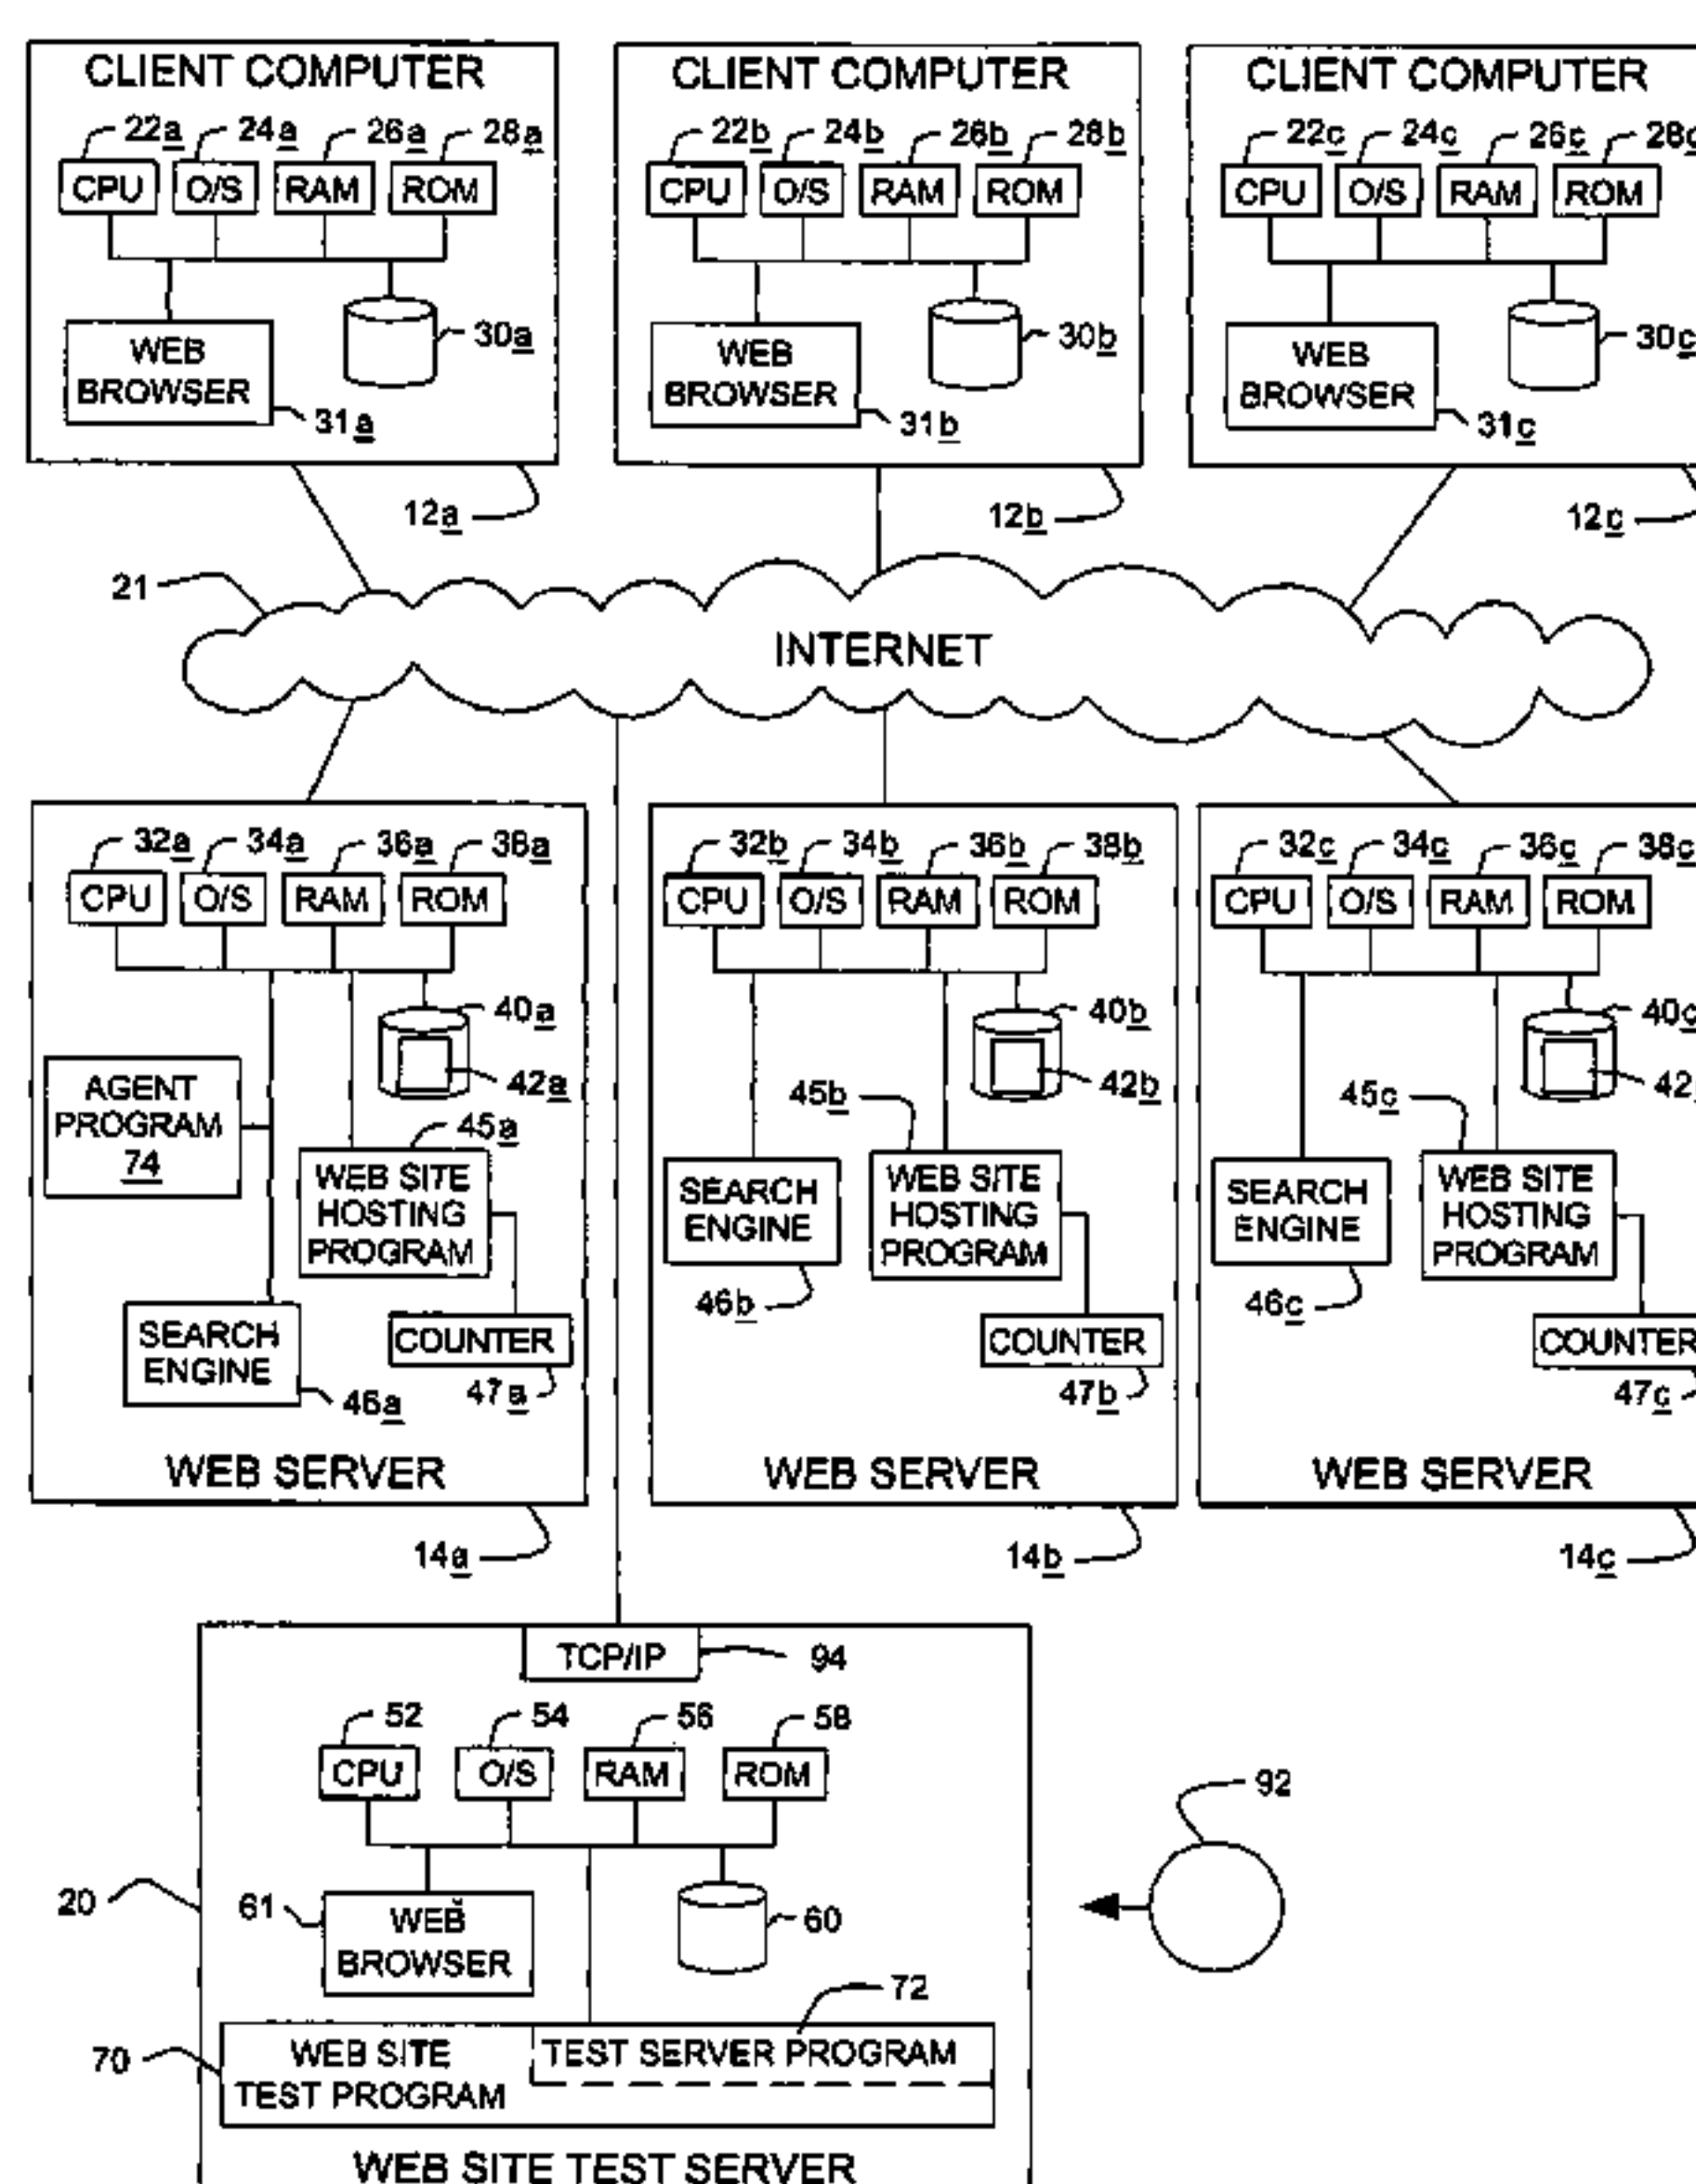 CLIENT COMPUTER CLIENT COMPUTER CLIENT COMPUTER
22a 24a 26a 28a 22b 24b 26b 28b 22c 24c 26c 28c
CPU O/S RAM ROM CPU O/S RAM ROM CPU O/S RAM ROM
30a 30b 30c
WEB WEB WEB
BROWSER BROWSER BROWSER
31a 31b 31c
12a 12b 12c
21
INTERNET
32a 34a 36a 38a 32b 34b 36b 38b 32c 34c 36c 38c
CPU O/S RAM ROM CPU O/S RAM ROM CPU O/S RAM ROM
40a 40b 40c
42a 42b 42
AGENT
PROGRAM
74
45a 45b 45c
WEB SITE
HOSTING
PROGRAM
SEARCH
ENGINE
WEB SITE
HOSTING
PROGRAM
SEARCH
ENGINE
WEB SITE
HOSTING
PROGRAM
46b 46c
SEARCH
ENGINE
COUNTER COUNTER COUNTER
46a 47a 47b 47c
WEB SERVER WEB SERVER WEB SERVER
14a 14b 14c
TCP/IP 94
52 54 56 58
CPU O/S RAM ROM
92
20 61 60
WEB
BROWSER
72
70
WEB SITE
TEST PROGRAM
TEST SERVER PROGRAM
WEB SITE TEST SERVER